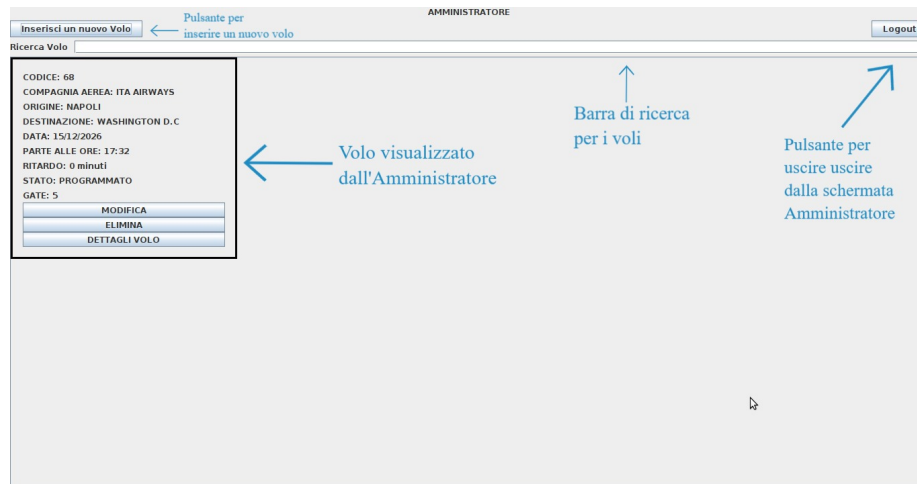 AMMINISTRATORE
Inserisci un nuovo Volo
Pulsante per
inserire un nuovo volo
Logout
Ricerca Volo
CODICE: 68
COMPAGNIA AEREA: ITA AIRWAYS
ORIGINE: NAPOLI
DESTINAZIONE: WASHINGTON D.C
DATA: 15/12/2026
PARTE ALLE ORE: 17:32
RITARDO: 0 minuti
STATO: PROGRAMMATO
GATE: 5
MODIFICA
ELIMINA
DETTAGLI VOLO
Volo visualizzato
dall'Amministratore
Barra di ricerca
per i voli
Pulsante per
uscire uscire
dalla schermata
Amministratore